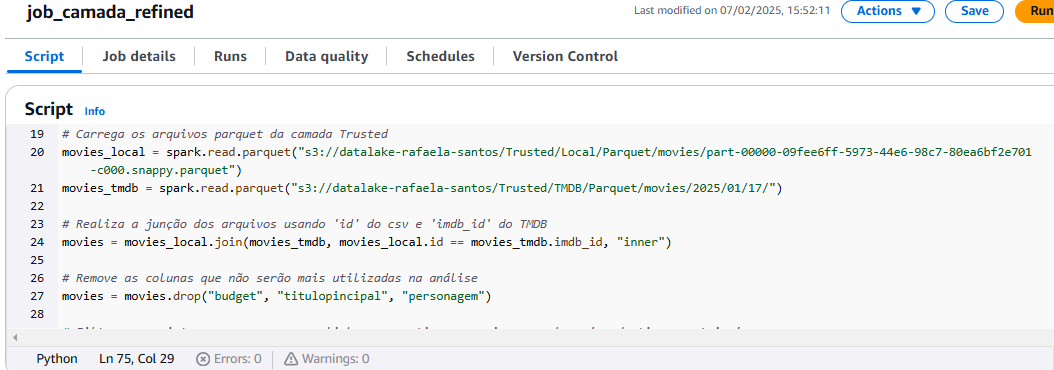 job_camada_refined
Last modified on 07/02/2025, 15:52:11
Actions
Save
Run
Script
Job details
Runs
Data quality
Schedules
Version Control
Script Info
19 # Carrega os arquivos parquet da camada Trusted
20 movies_local = spark.read.parquet("s3://datalake-rafaela-santos/Trusted/Local/Parquet/movies/part-00000-09fee6ff-5973-44e6-98c7-80ea6bf2e701
-c000.snappy.parquet")
21 movies_tmdb = spark.read.parquet("s3://datalake-rafaela-santos/Trusted/TMDB/Parquet/movies/2025/01/17/")
22
23 # Realiza a junção dos arquivos usando 'id' do csv e 'imdb_id' do TMDB
24 movies = movies_local.join(movies_tmdb, movies_local.id == movies_tmdb.imdb_id, "inner")
25
26 # Remove as colunas que não serão mais utilizadas na análise
27 movies = movies.drop("budget", "titulopincipal", "personagem")
28
Python
Ln 75, Col 29
Errors: 0
Warnings: 0